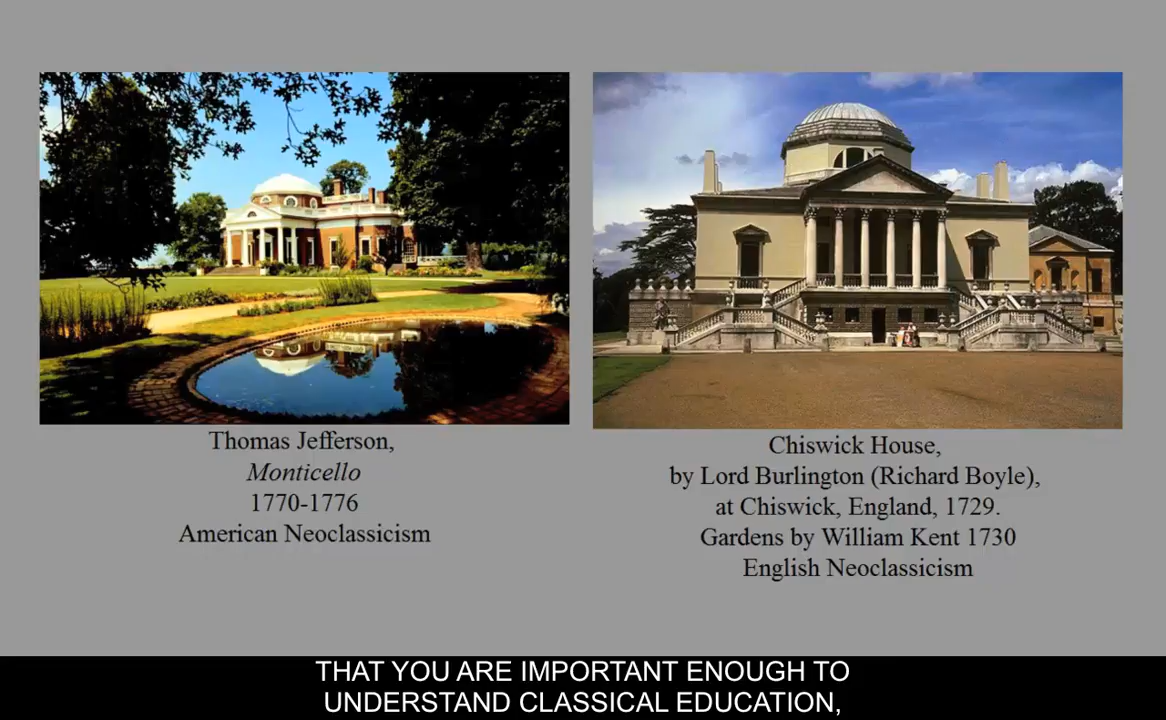 Thomas Jefferson,
Monticello
1770-1776
American Neoclassicism
Chiswick House,
by Lord Burlington (Richard Boyle),
at Chiswick, England, 1729.
Gardens by William Kent 1730
English Neoclassicism
THAT YOU ARE IMPORTANT ENOUGH TO
UNDERSTAND CLASSICAL EDUCATION,